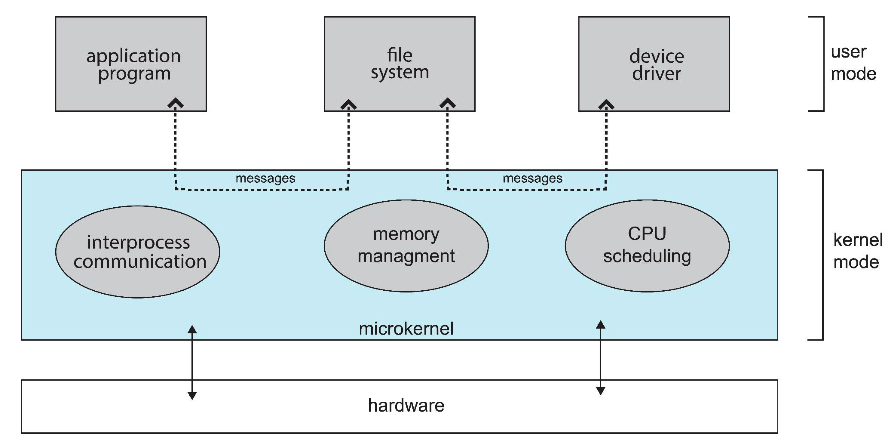 application
program
file
system
device
driver
user
mode
messages
messages
interprocess
communication
memory
managment
CPU
scheduling
kernel
mode
microkernel
hardware